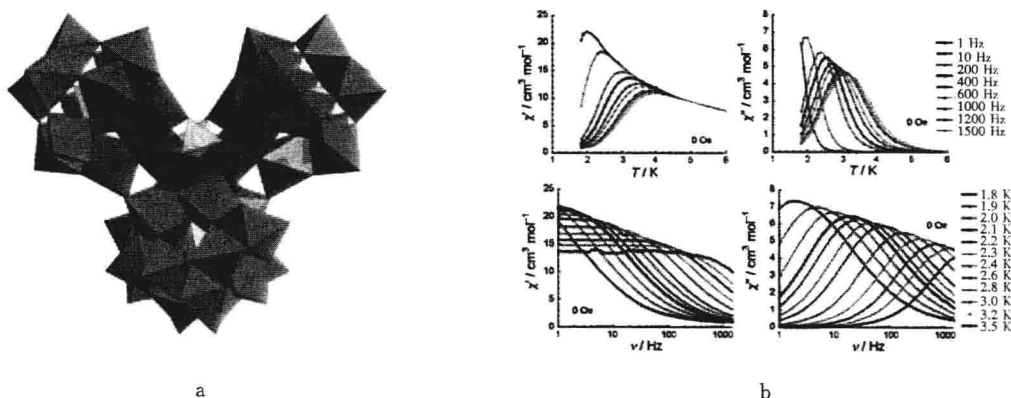 χ' / cm³ mol⁻¹
25
20
15
10
5
0
0 Oe
1 2 3 4 5 6
T / K
χ" / cm³ mol⁻¹
8
7
6
5
4
3
2
1
0
0 Oe
1 2 3 4 5 6
T / K
1 Hz
10 Hz
200 Hz
400 Hz
600 Hz
1000 Hz
1200 Hz
1500 Hz
χ' / cm³ mol⁻¹
25
20
15
10
5
0
0 Oe
1 10 100 1000
ν / Hz
χ" / cm³ mol⁻¹
8
7
6
5
4
3
2
1
0
0 Oe
1 10 100 1000
ν / Hz
1.8 K
1.9 K
2.0 K
2.1 K
2.2 K
2.3 K
2.4 K
2.6 K
2.8 K
3.0 K
3.2 K
3.5 K
a
b